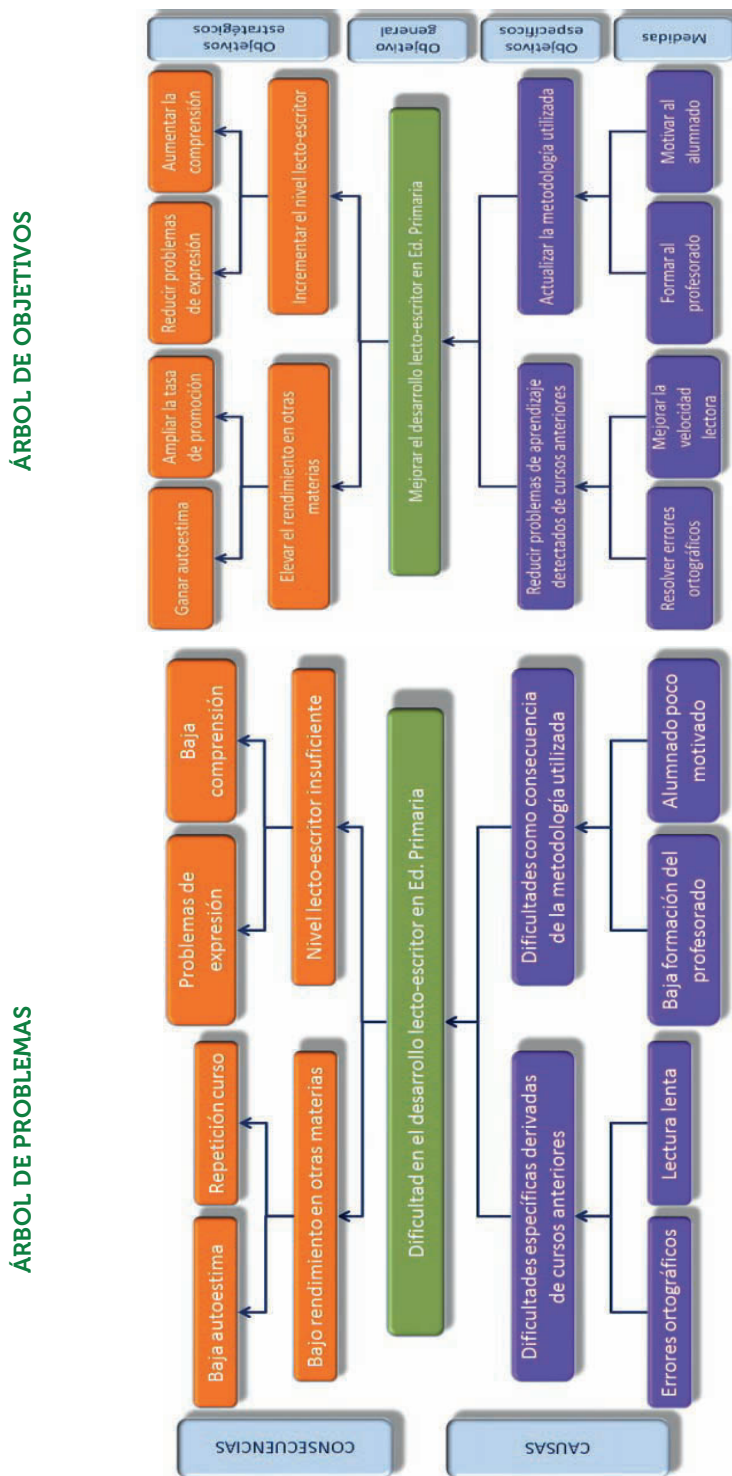 ÁRBOL DE PROBLEMAS
CONSECUENCIAS
Baja autoestima
Repetición curso
Problemas de
expresión
Baja
comprensión
Bajo rendimiento en otras materias
Nivel lecto-escritor insuficiente
Dificultad en el desarrollo lecto-escritor en Ed. Primaria
CAUSAS
Dificultades específicas derivadas
de cursos anteriores
Dificultades como consecuencia
de la metodología utilizada
Errores ortográficos
Lectura lenta
Baja formación del
profesorado
Alumnado poco
motivado
ÁRBOL DE OBJETIVOS
Ganar autoestima
Ampliar la tasa
de promoción
Reducir problemas
de expresión
Aumentar la
comprensión
Objetivos
estratégicos
Elevar el rendimiento en otras
materias
Incrementar el nivel lecto-escritor
Mejorar el desarrollo lecto-escritor en Ed. Primaria
Objetivo
general
Reducir problemas de aprendizaje
detectados de cursos anteriores
Actualizar la metodología utilizada
Objetivos
específicos
Resolver errores
ortográficos
Mejorar la
velocidad
lectora
Formar al
profesorado
Motivar al
alumnado
Medidas